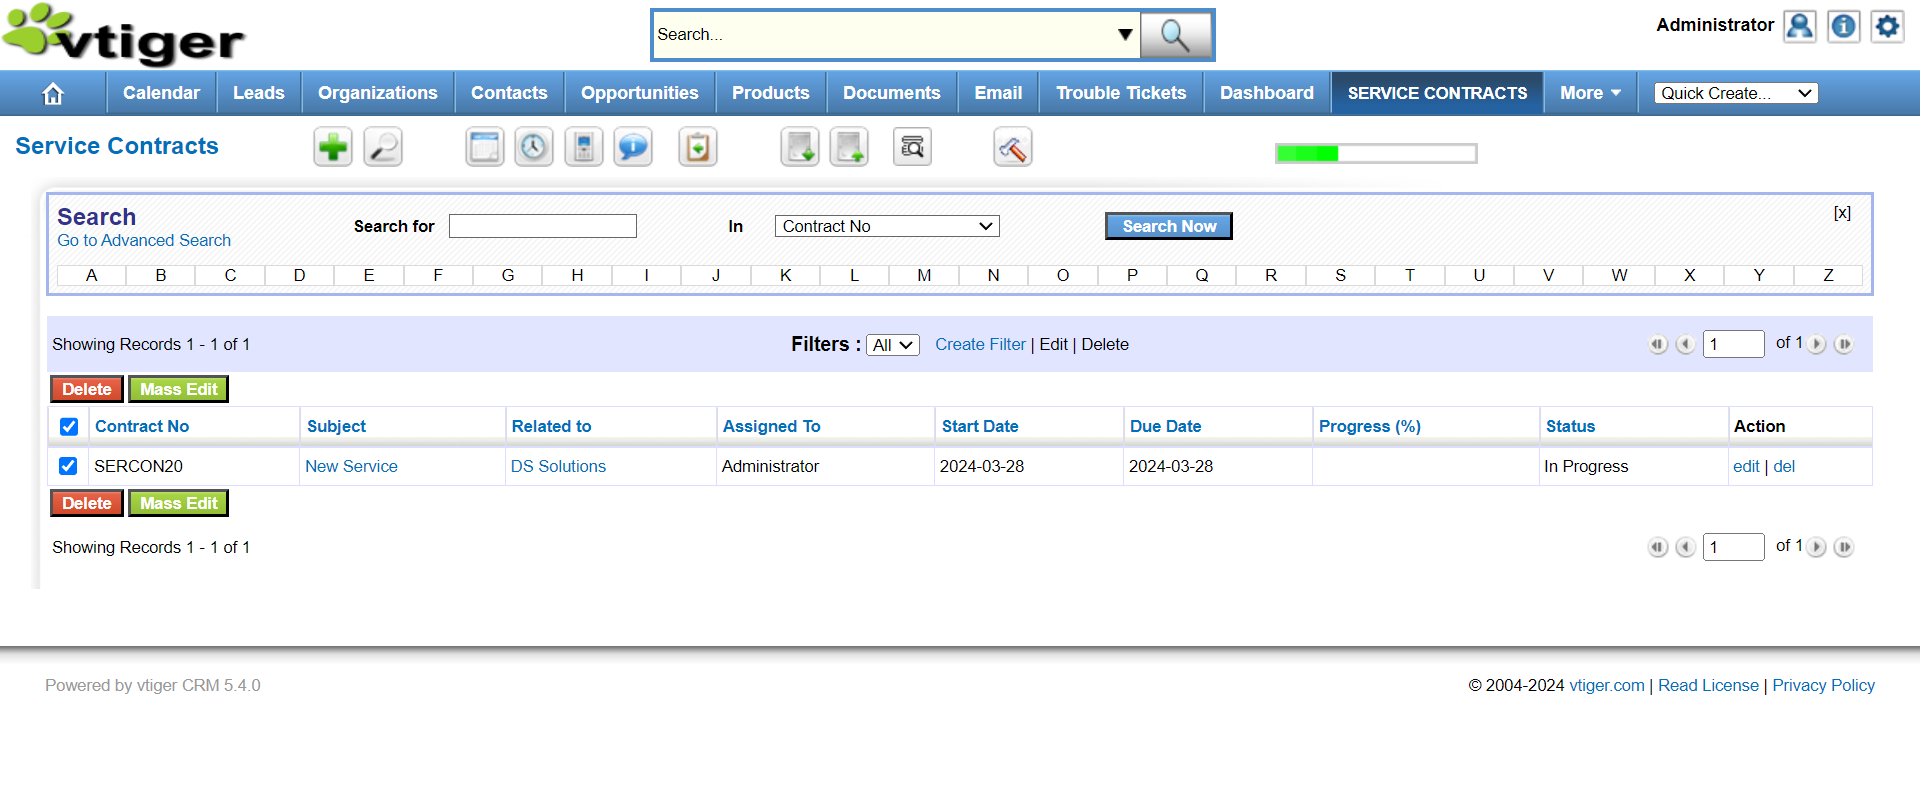 vtiger
Search...
Administrator
Calendar Leads Organizations Contacts Opportunities Products Documents Email Trouble Tickets Dashboard SERVICE CONTRACTS More Quick Create...
Service Contracts
Search
Go to Advanced Search
Search for In Contract No Search Now [x]
A B C D E F G H I J K L M N O P Q R S T U V W X Y Z
Showing Records 1 - 1 of 1 Filters : All Create Filter | Edit | Delete 1 of 1
Delete Mass Edit
Contract No Subject Related to Assigned To Start Date Due Date Progress (%) Status Action
SERCON20 New Service DS Solutions Administrator 2024-03-28 2024-03-28 In Progress edit | del
Delete Mass Edit
Showing Records 1 - 1 of 1 1 of 1
Powered by vtiger CRM 5.4.0 © 2004-2024 vtiger.com | Read License | Privacy Policy